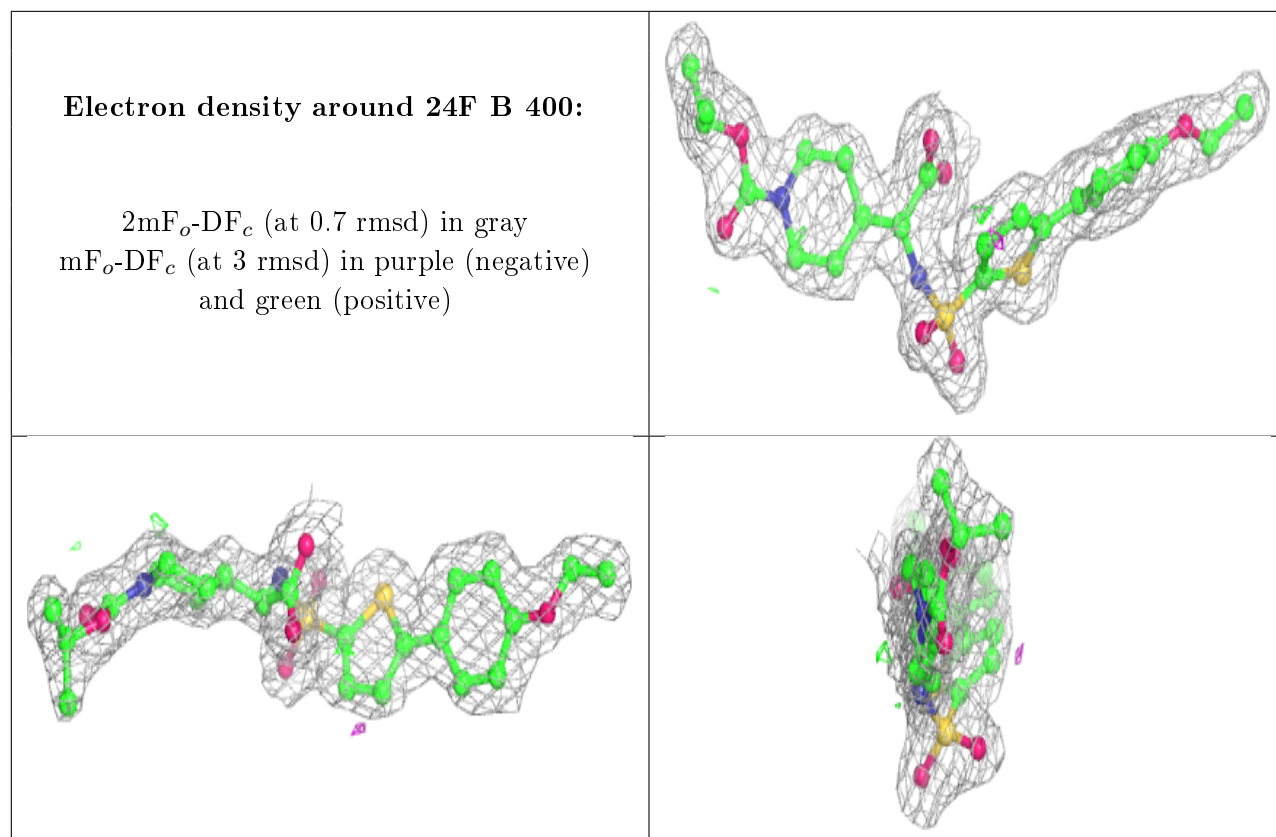 Electron density around 24F B 400:
2mFₒ-DF𝒸 (at 0.7 rmsd) in gray
mFₒ-DF𝒸 (at 3 rmsd) in purple (negative)
and green (positive)